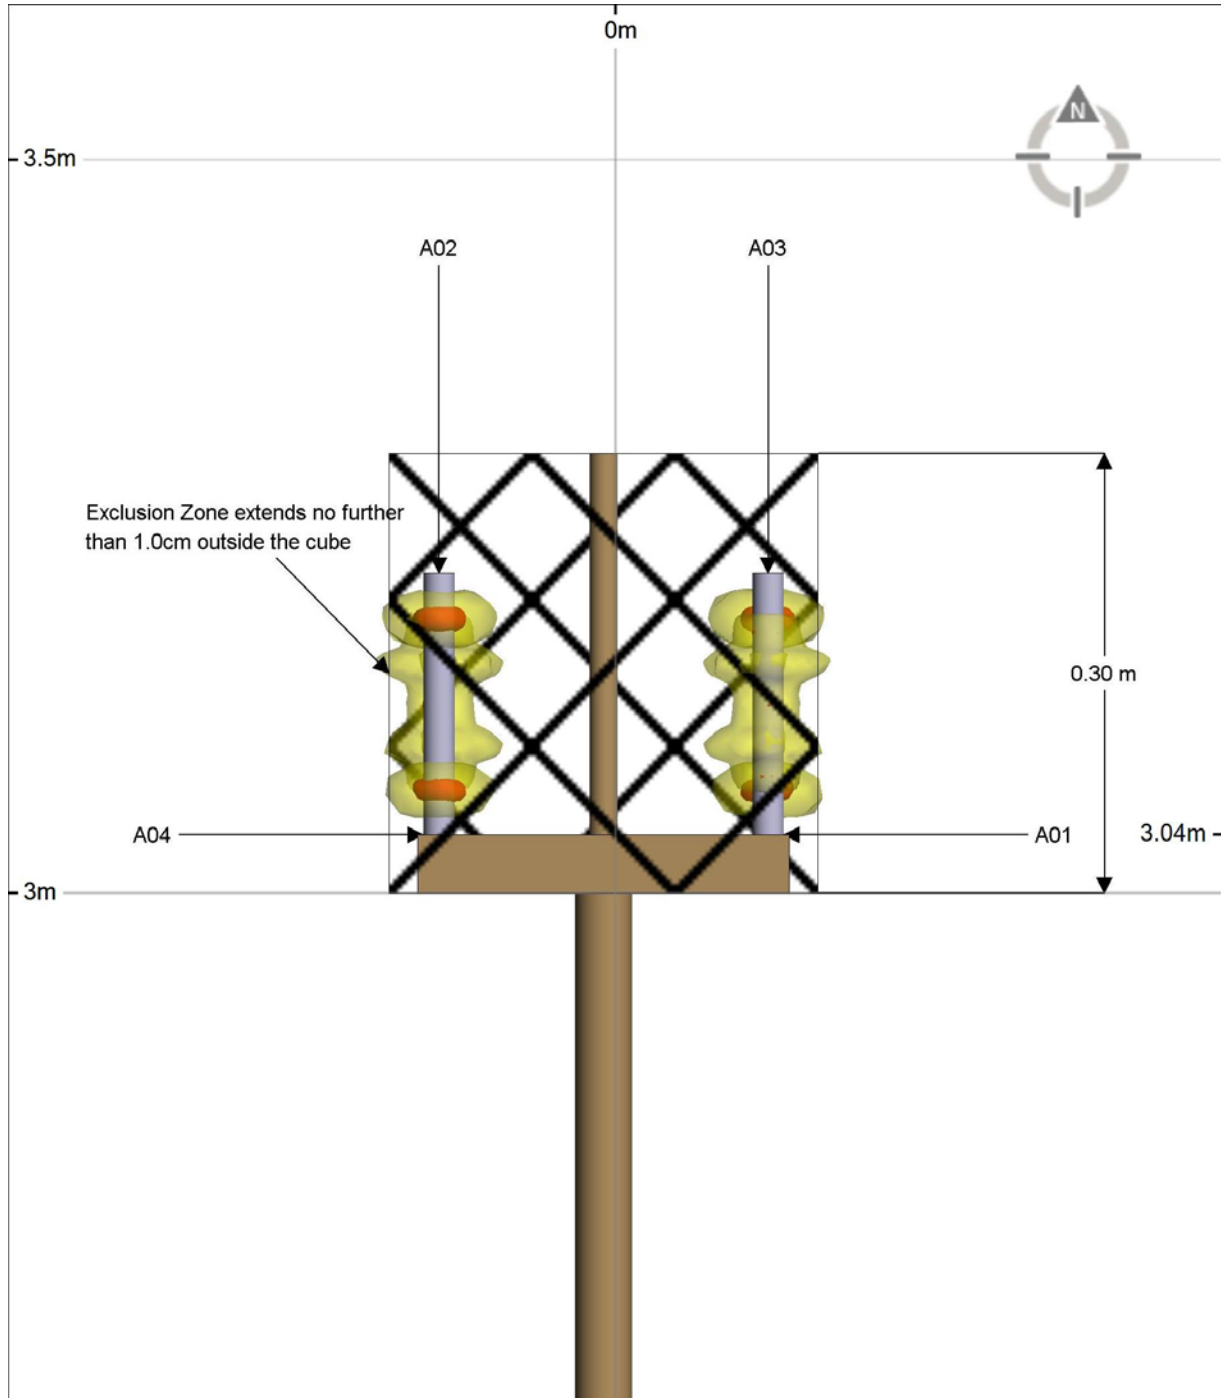 0m
N
3.5m
A02
A03
Exclusion Zone extends no further
than 1.0cm outside the cube
0.30 m
A04
A01
3.04m
3m